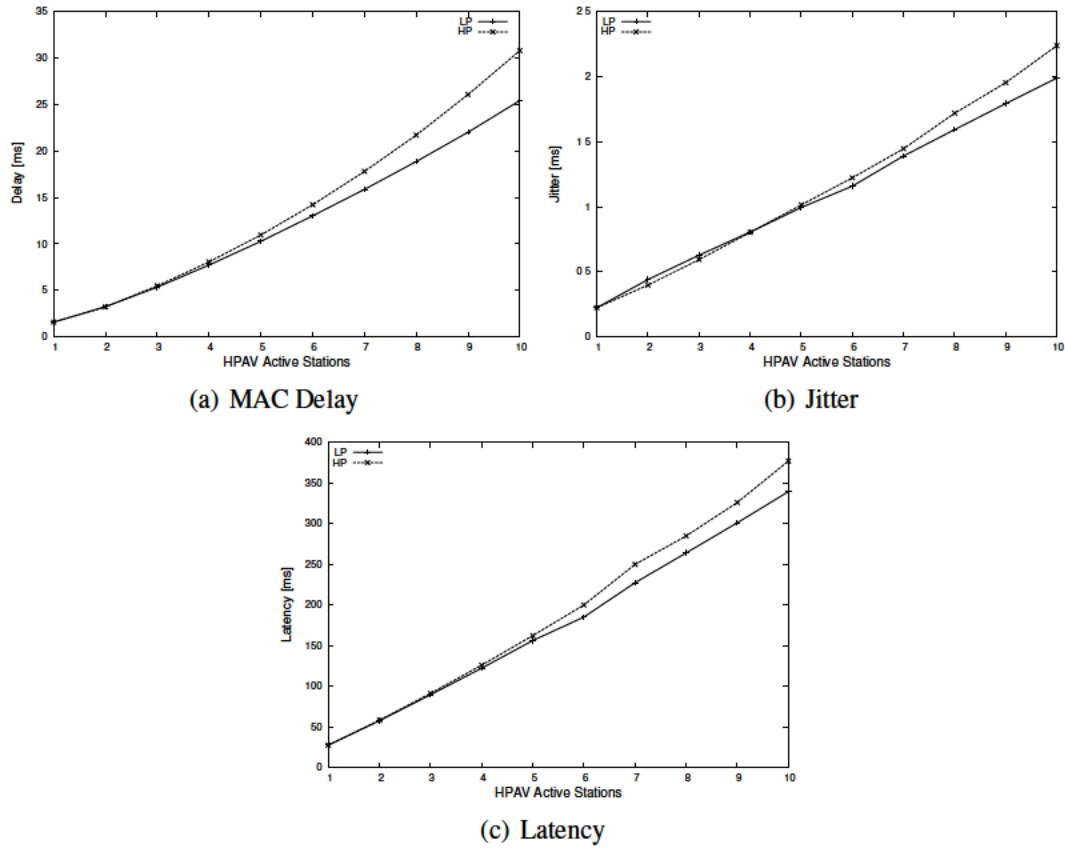 LP
HP
35
30
25
20
15
10
5
0
Delay [ms]
1 2 3 4 5 6 7 8 9 10
HPAV Active Stations
(a) MAC Delay
LP
HP
2 5
2
1 5
1
0 5
0
Jitter [ms]
1 2 3 4 5 6 7 8 9 10
HPAV Active Stations
(b) Jitter
LP
HP
400
350
300
250
200
150
100
50
0
Latency [ms]
1 2 3 4 5 6 7 8 9 10
HPAV Active Stations
(c) Latency